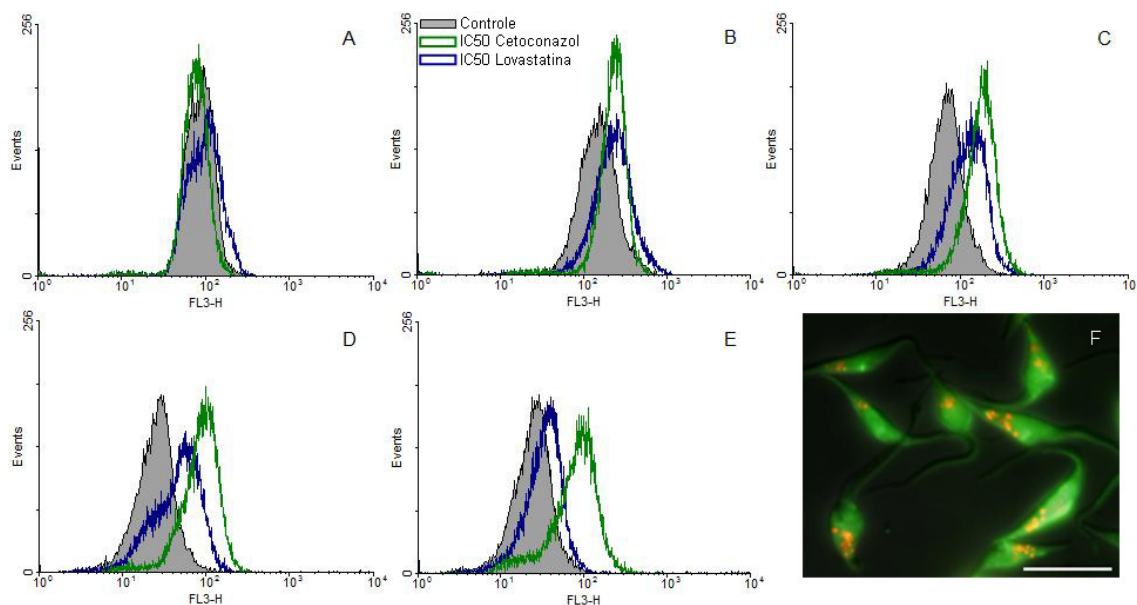 256
A
Events
0
10⁰
10¹
10²
10³
10⁴
FL3-H
Controle
IC50 Cetoconazol
IC50 Lovastatina
256
B
Events
0
10⁰
10¹
10²
10³
10⁴
FL3-H
256
C
Events
0
10⁰
10¹
10²
10³
10⁴
FL3-H
256
D
Events
0
10⁰
10¹
10²
10³
10⁴
FL3-H
256
E
Events
0
10⁰
10¹
10²
10³
10⁴
FL3-H
F